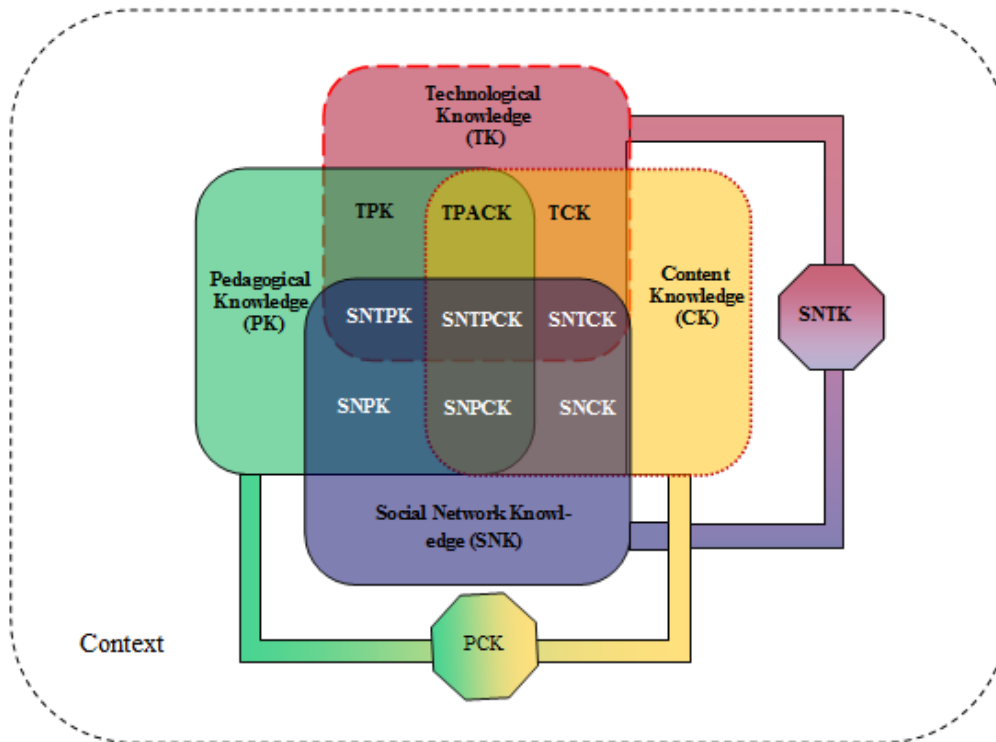 Technological
Knowledge
(TK)
TPK
TPACK
TCK
Pedagogical
Knowledge
(PK)
Content
Knowledge
(CK)
SNTPK
SNTPCK
SNTCK
SNTK
SNPK
SNPCK
SNCK
Social Network Knowl-
edge (SNK)
Context
PCK